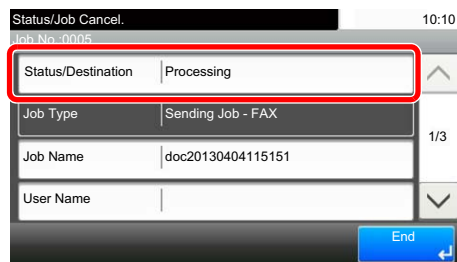 Status/Job Cancel. 10:10
Job No.:0005
Status/Destination Processing
Job Type Sending Job - FAX
1/3
Job Name doc20130404115151
User Name
End